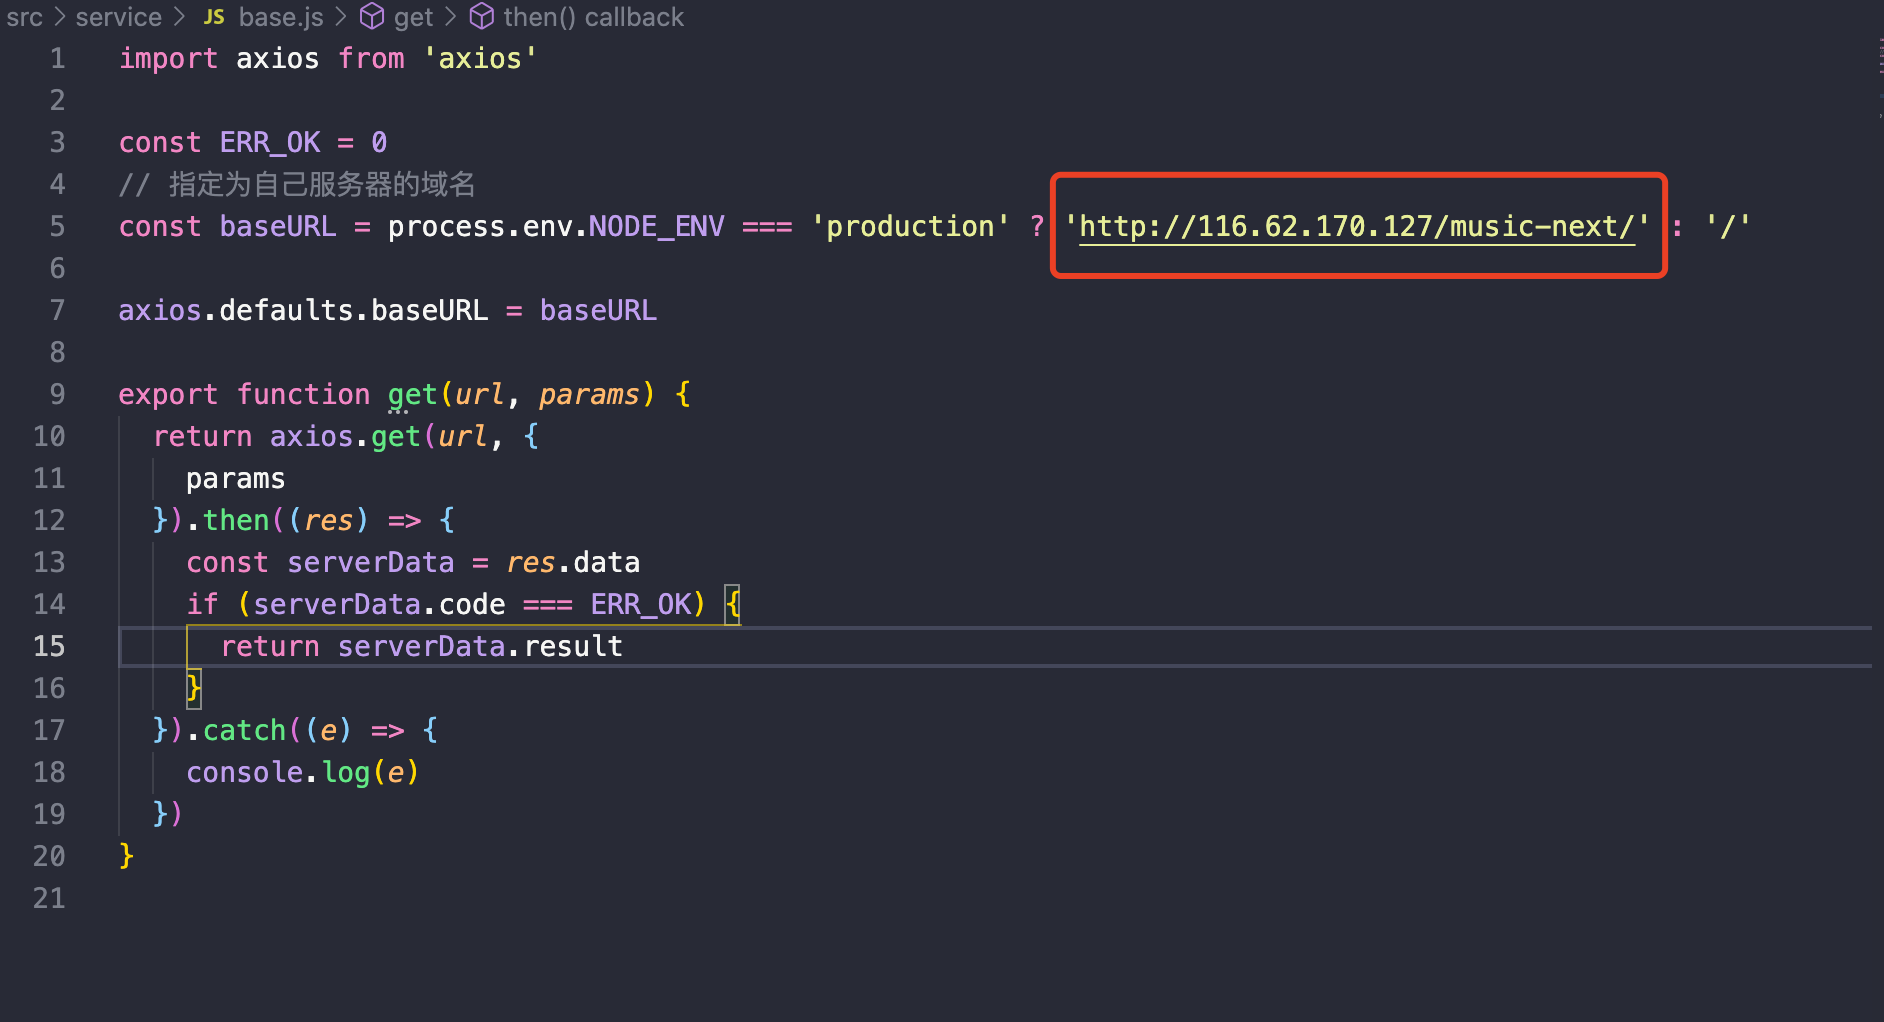 src > service > JS base.js > get > then() callback
1 import axios from 'axios'
2
3 const ERR_OK = 0
4 // 指定为自己服务器的域名
5 const baseURL = process.env.NODE_ENV === 'production' ? 'http://116.62.170.127/music-next/' : '/'
6
7 axios.defaults.baseURL = baseURL
8
9 export function get(url, params) {
10 return axios.get(url, {
11 params
12 }).then((res) => {
13 const serverData = res.data
14 if (serverData.code === ERR_OK) {
15 return serverData.result
16 }
17 }).catch((e) => {
18 console.log(e)
19 })
20 }
21